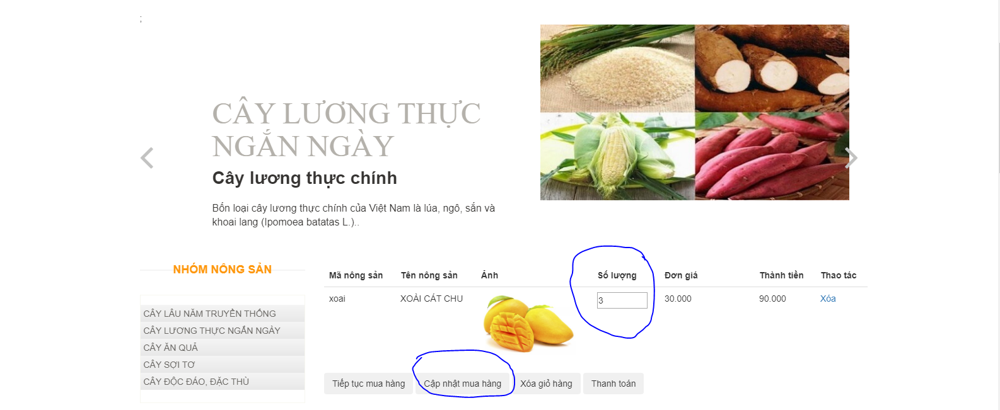 ;
CÂY LƯƠNG THỰC
NGẮN NGÀY
Cây lương thực chính
Bốn loại cây lương thực chính của Việt Nam là lúa, ngô, sắn và
khoai lang (Ipomoea batatas L.)..
NHÓM NÔNG SẢN
CÂY LÂU NĂM TRUYỀN THỐNG
CÂY LƯƠNG THỰC NGẮN NGÀY
CÂY ĂN QUẢ
CÂY SỢI TƠ
CÂY ĐỘC ĐÁO, ĐẶC THÙ
Mã nông sản Tên nông sản Ảnh Số lượng Đơn giá Thành tiền Thao tác
xoai XOÀI CÁT CHU 3 30.000 90.000 Xóa
Tiếp tục mua hàng Cập nhật mua hàng Xóa giỏ hàng Thanh toán